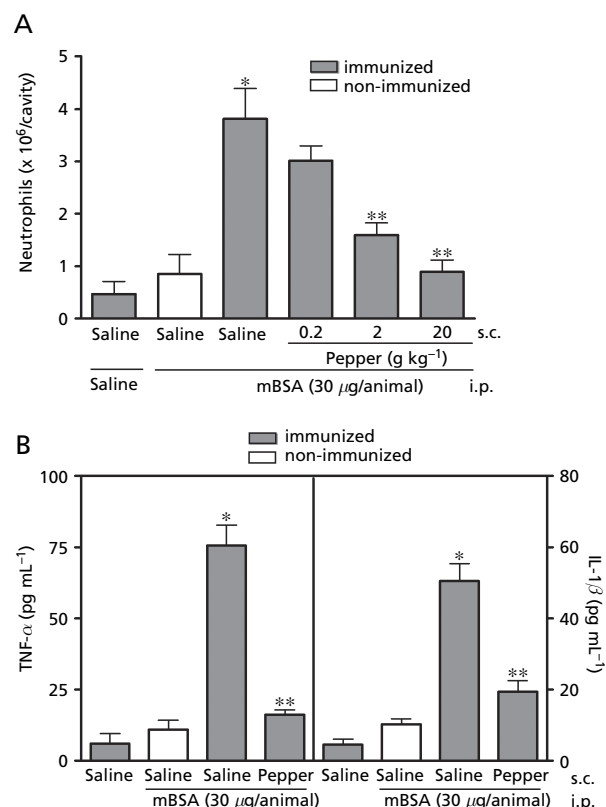 A
5
4
3
2
1
0
Neutrophils (x 10⁶/cavity)
immunized
non-immunized
*
**
**
Saline Saline Saline 0.2 2 20 s.c.
Pepper (g kg⁻¹)
Saline mBSA (30 µg/animal) i.p.
B
immunized
non-immunized
100
75
50
25
0
TNF-α (pg mL⁻¹)
80
60
40
20
0
IL-1β (pg mL⁻¹)
*
**
*
**
Saline Saline Saline Pepper Saline Saline Saline Pepper s.c.
mBSA (30 µg/animal) mBSA (30 µg/animal) i.p.